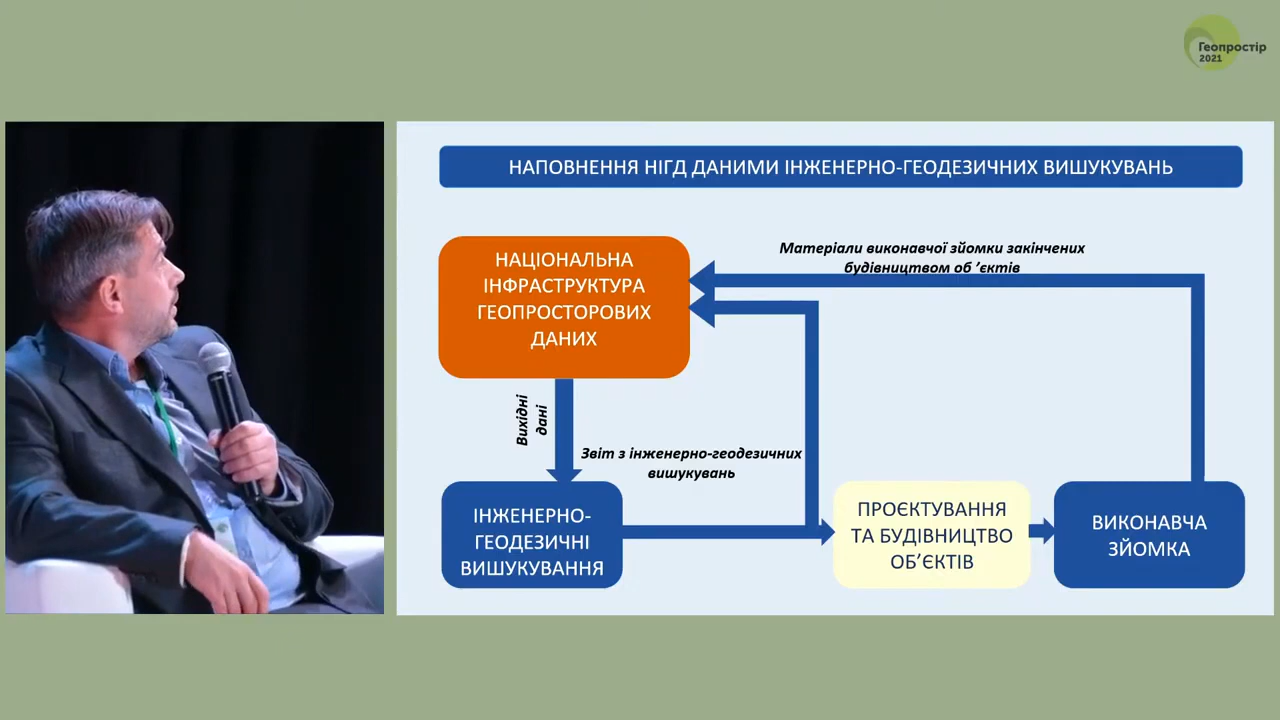 Геопростір
2021
НАПОВНЕННЯ НІГД ДАНИМИ ІНЖЕНЕРНО-ГЕОДЕЗИЧНИХ ВИШУКУВАНЬ
НАЦІОНАЛЬНА
ІНФРАСТРУКТУРА
ГЕОПРОСТОРОВИХ
ДАНИХ
Матеріали виконавчої зйомки закінчених
будівництвом об 'єктів
Вихідні
дані
Звіт з інженерно-геодезичних
вишукувань
ІНЖЕНЕРНО-
ГЕОДЕЗИЧНІ
ВИШУКУВАННЯ
ПРОЄКТУВАННЯ
ТА БУДІВНИЦТВО
ОБ’ЄКТІВ
ВИКОНАВЧА
ЗЙОМКА